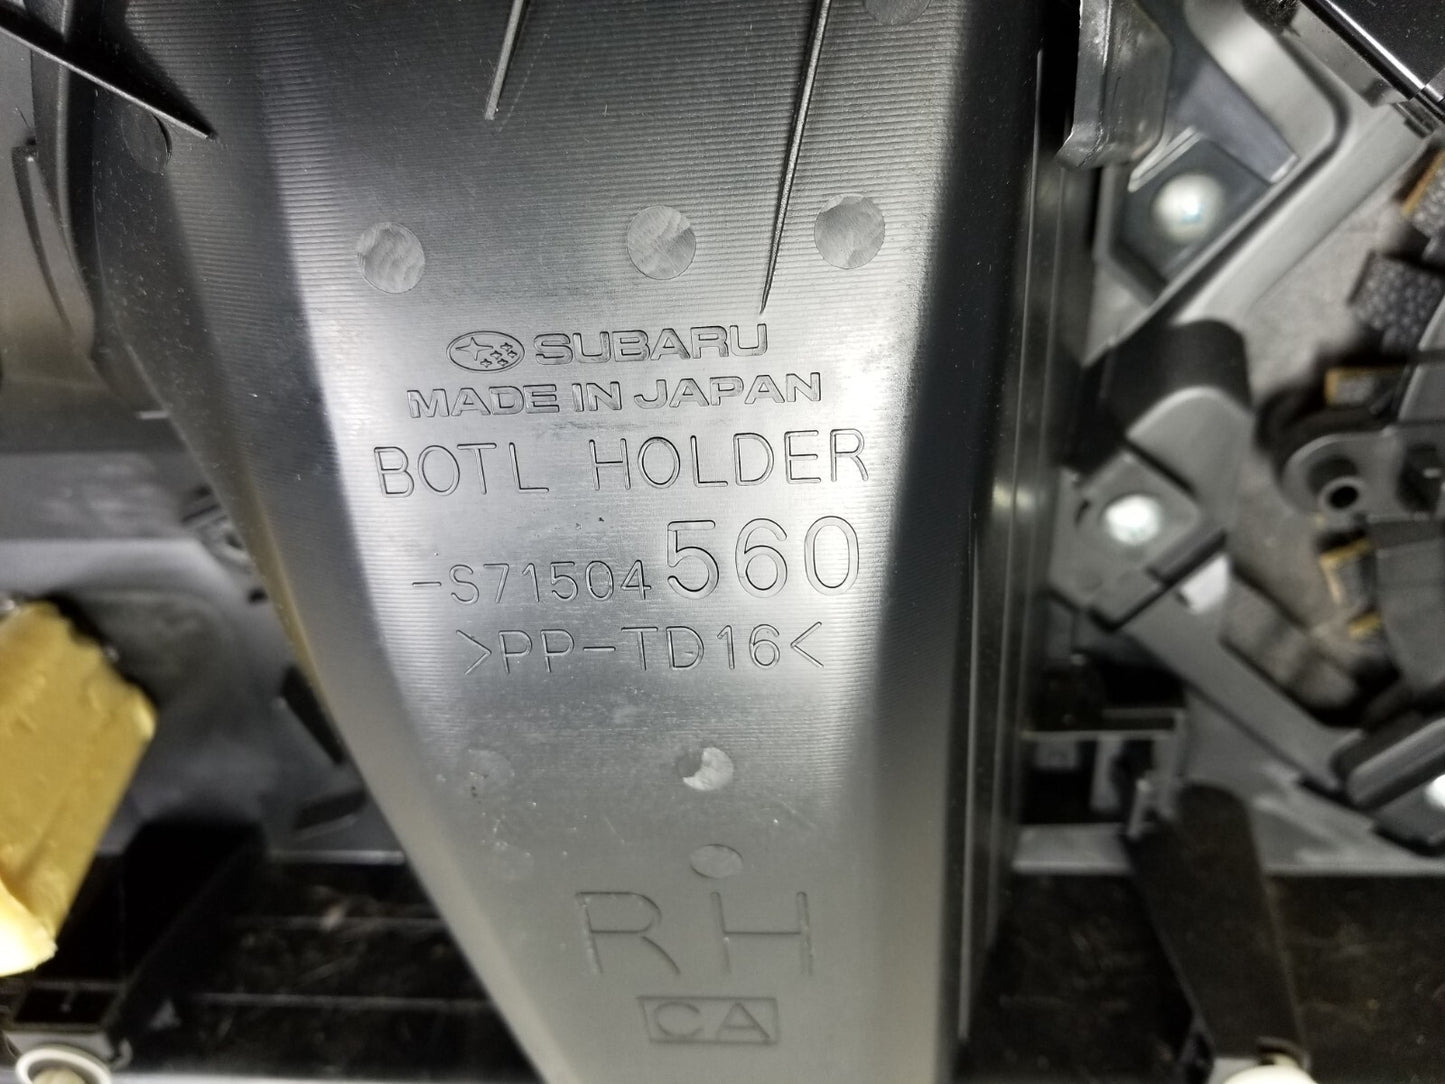 SUBARU
MADE IN JAPAN
BOTL HOLDER
-S71504560
>PP-TD16<
RH
CA